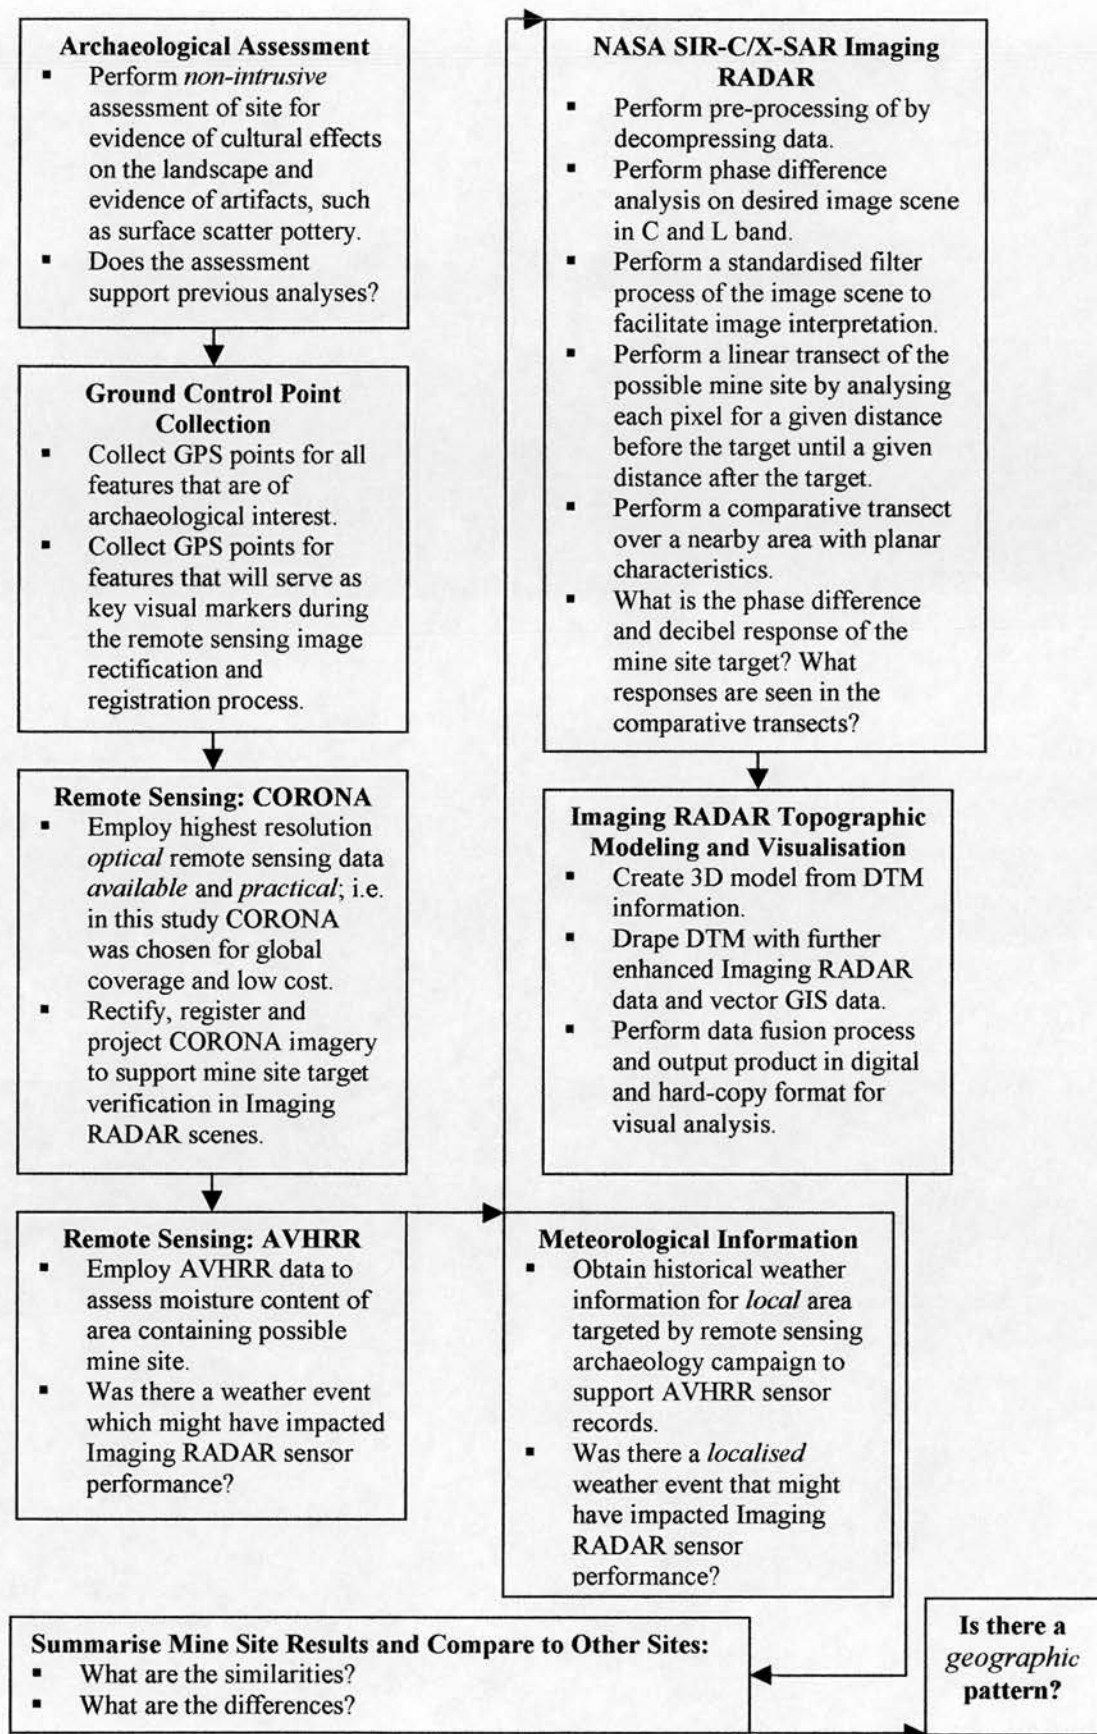 Archaeological Assessment
▪ Perform non-intrusive
assessment of site for
evidence of cultural effects
on the landscape and
evidence of artifacts, such
as surface scatter pottery.
▪ Does the assessment
support previous analyses?
Ground Control Point
Collection
▪ Collect GPS points for all
features that are of
archaeological interest.
▪ Collect GPS points for
features that will serve as
key visual markers during
the remote sensing image
rectification and
registration process.
Remote Sensing: CORONA
▪ Employ highest resolution
optical remote sensing data
available and practical; i.e.
in this study CORONA
was chosen for global
coverage and low cost.
▪ Rectify, register and
project CORONA imagery
to support mine site target
verification in Imaging
RADAR scenes.
Remote Sensing: AVHRR
▪ Employ AVHRR data to
assess moisture content of
area containing possible
mine site.
▪ Was there a weather event
which might have impacted
Imaging RADAR sensor
performance?
Meteorological Information
▪ Obtain historical weather
information for local area
targeted by remote sensing
archaeology campaign to
support AVHRR sensor
records.
▪ Was there a localised
weather event that might
have impacted Imaging
RADAR sensor
performance?
NASA SIR-C/X-SAR Imaging
RADAR
▪ Perform pre-processing of by
decompressing data.
▪ Perform phase difference
analysis on desired image scene
in C and L band.
▪ Perform a standardised filter
process of the image scene to
facilitate image interpretation.
▪ Perform a linear transect of the
possible mine site by analysing
each pixel for a given distance
before the target until a given
distance after the target.
▪ Perform a comparative transect
over a nearby area with planar
characteristics.
▪ What is the phase difference
and decibel response of the
mine site target? What
responses are seen in the
comparative transects?
Imaging RADAR Topographic
Modeling and Visualisation
▪ Create 3D model from DTM
information.
▪ Drape DTM with further
enhanced Imaging RADAR
data and vector GIS data.
▪ Perform data fusion process
and output product in digital
and hard-copy format for
visual analysis.
Summarise Mine Site Results and Compare to Other Sites:
▪ What are the similarities?
▪ What are the differences?
Is there a
geographic
pattern?